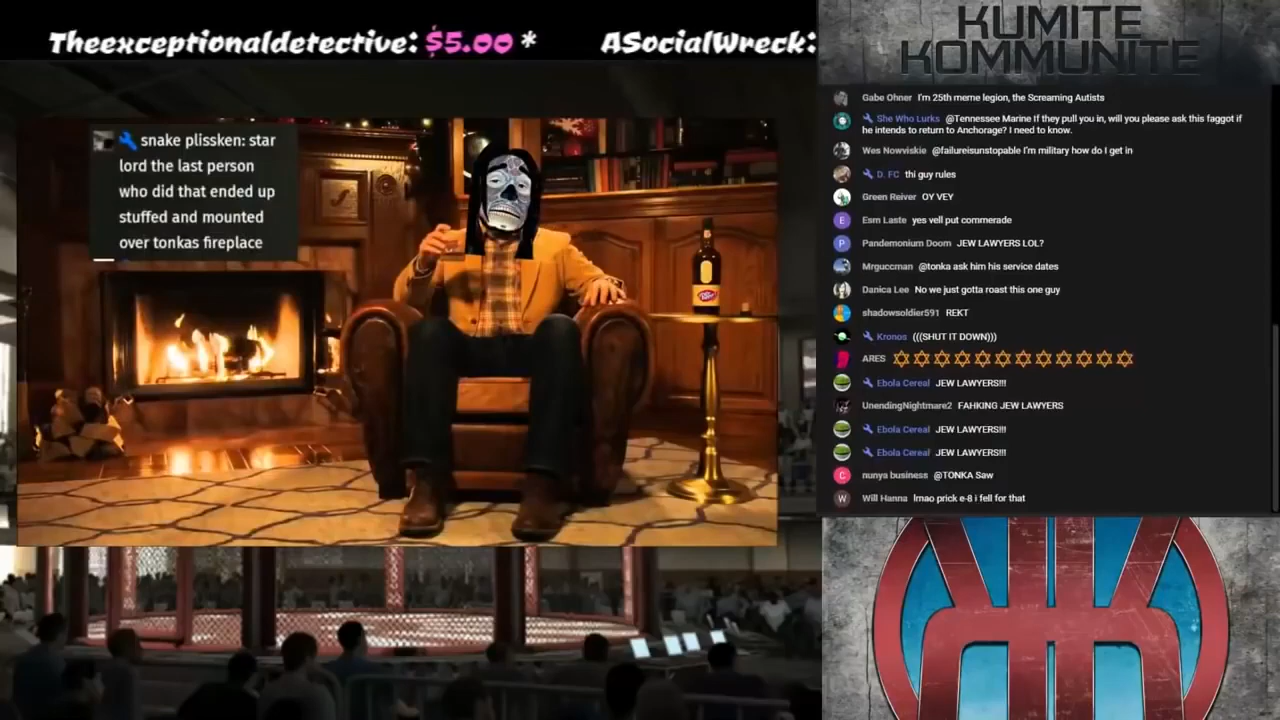 Theexceptionaldetective: $5.00 *
ASocialWreck:
KUMITE
KOMMUNITE
snake plissken: star
lord the last person
who did that ended up
stuffed and mounted
over tonkas fireplace
Gabe Ohner I'm 25th meme legion, the Screaming Autists
She Who Lurks @Tennessee Marine If they pull you in, will you please ask this faggot if
he intends to return to Anchorage? I need to know.
Wes Nowviskie @failureisunstopable I'm military how do I get in
D. FC thi guy rules
Green Reiver OY VEY
E
Esm Laste yes vell put commerade
P
Pandemonium Doom JEW LAWYERS LOL?
Mrguccman @tonka ask him his service dates
Danica Lee No we just gotta roast this one guy
shadowsoldier591 REKT
Kronos (((SHUT IT DOWN)))
ARES ✡✡✡✡✡✡✡✡✡✡✡✡
Ebola Cereal JEW LAWYERS!!!
UnendingNightmare2 FAHKING JEW LAWYERS
Ebola Cereal JEW LAWYERS!!!
Ebola Cereal JEW LAWYERS!!!
nunya business @TONKA Saw
W
Will Hanna lmao prick e-8 i fell for that